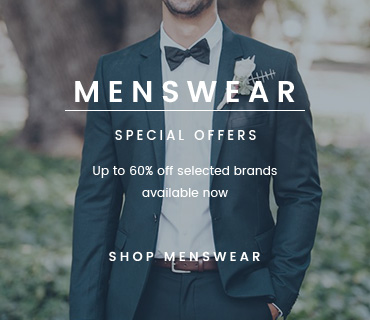 MENSWEAR
SPECIAL OFFERS
Up to 60% off selected brands
available now
SHOP MENSWEAR